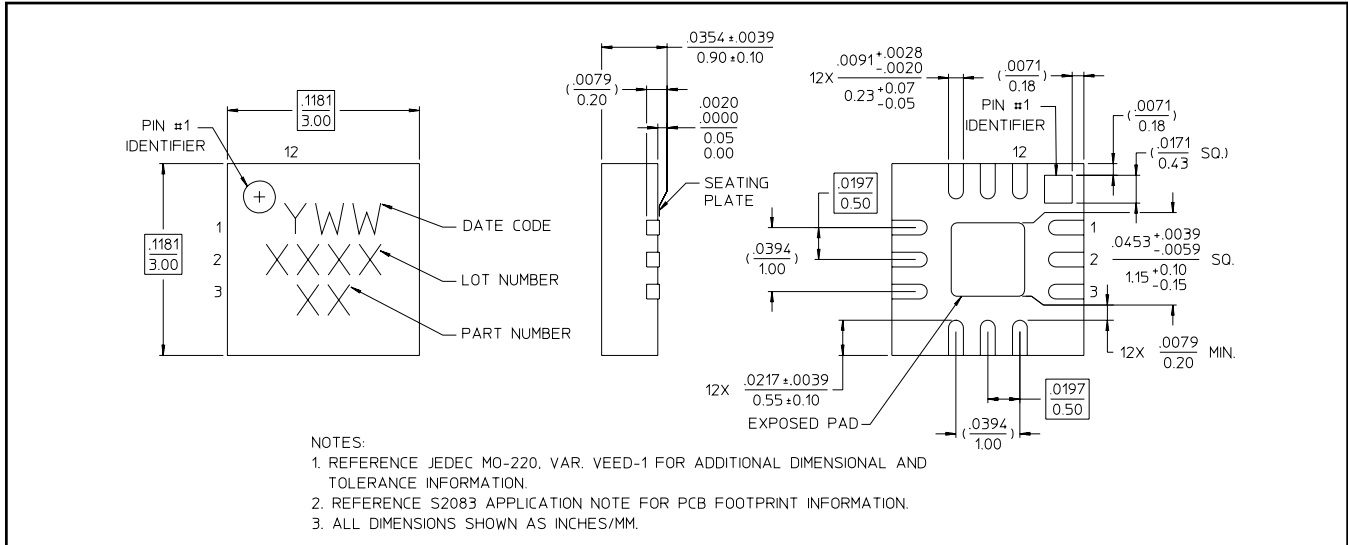 .1181
3.00
PIN #1
IDENTIFIER
12
.1181
3.00
1
2
3
YWW
XXXX
XX
DATE CODE
LOT NUMBER
PART NUMBER
.0354 ±.0039
0.90 ±0.10
(.0079
0.20)
.0020
.0000
0.05
0.00
SEATING
PLATE
12X .0091 +.0028
-.0020
0.23 +0.07
-0.05
(.0071
0.18)
PIN #1
IDENTIFIER
12
(.0071
0.18)
(.0171
0.43 SQ.)
.0197
0.50
(.0394
1.00)
1
2
3
.0453 +.0039
-.0059 SQ.
1.15 +0.10
-0.15
12X .0079 MIN.
0.20
12X .0217 ±.0039
0.55 ±0.10
EXPOSED PAD
(.0394
1.00)
.0197
0.50
NOTES:
1. REFERENCE JEDEC MO-220, VAR. VEED-1 FOR ADDITIONAL DIMENSIONAL AND
TOLERANCE INFORMATION.
2. REFERENCE S2083 APPLICATION NOTE FOR PCB FOOTPRINT INFORMATION.
3. ALL DIMENSIONS SHOWN AS INCHES/MM.